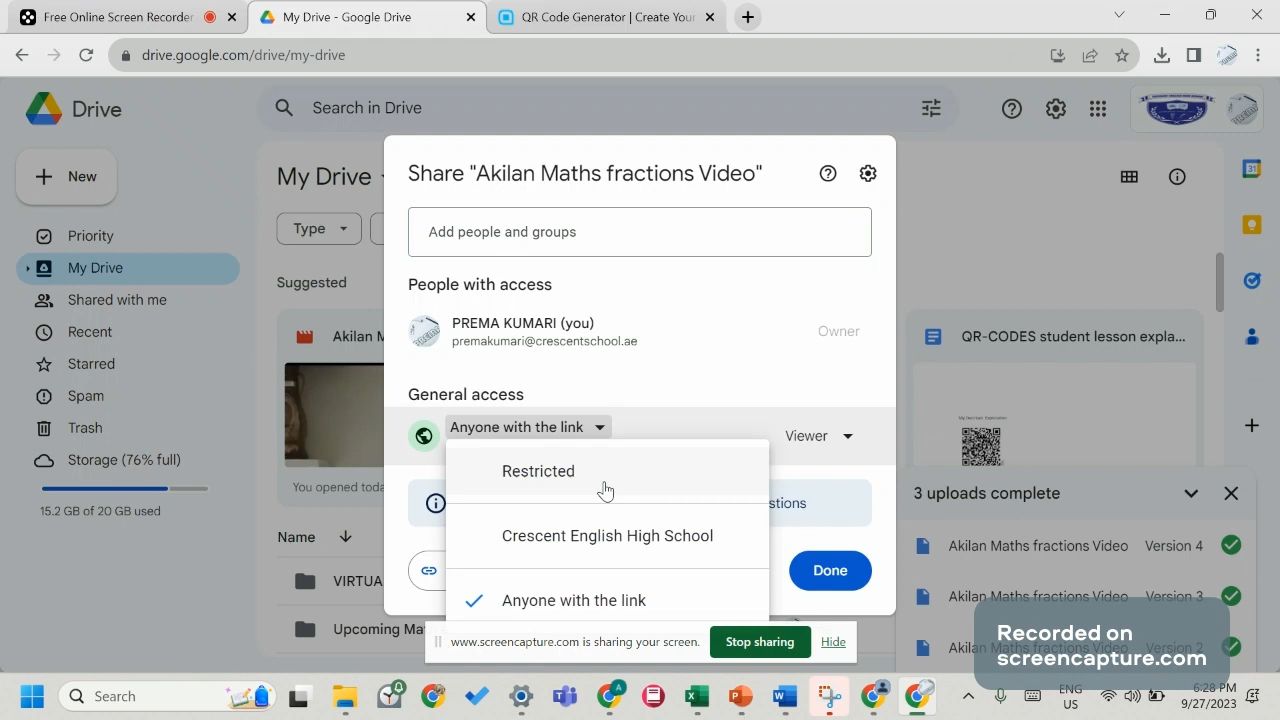 Online Screen Recorder
My Drive - Google Drive
QR Code Generator | Create Your
drive.google.com/drive/my-drive
Drive
Search in Drive
New
Priority
My Drive
Shared with me
Recent
Starred
Spam
Trash
Storage (76% full)
15.2 GB of 20 GB used
My Drive
Type
Suggested
Akilan M
You opened toda
Name
VIRTUA
Upcoming Mat
Share "Akilan Maths fractions Video"
Add people and groups
People with access
PREMA KUMARI (you)
premakumari@crescentschool.ae
Owner
General access
Anyone with the link
Viewer
Restricted
Crescent English High School
Anyone with the link
stions
Done
QR-CODES student lesson expla...
3 uploads complete
Akilan Maths fractions Video Version 4
Akilan Maths fractions Video Version 3
Akilan Maths fractions Video Version 2
Recorded on
screencapture.com
www.screencapture.com is sharing your screen.
Stop sharing
Hide
31
Search
A
ENG
US
6:28 PM
9/27/2023